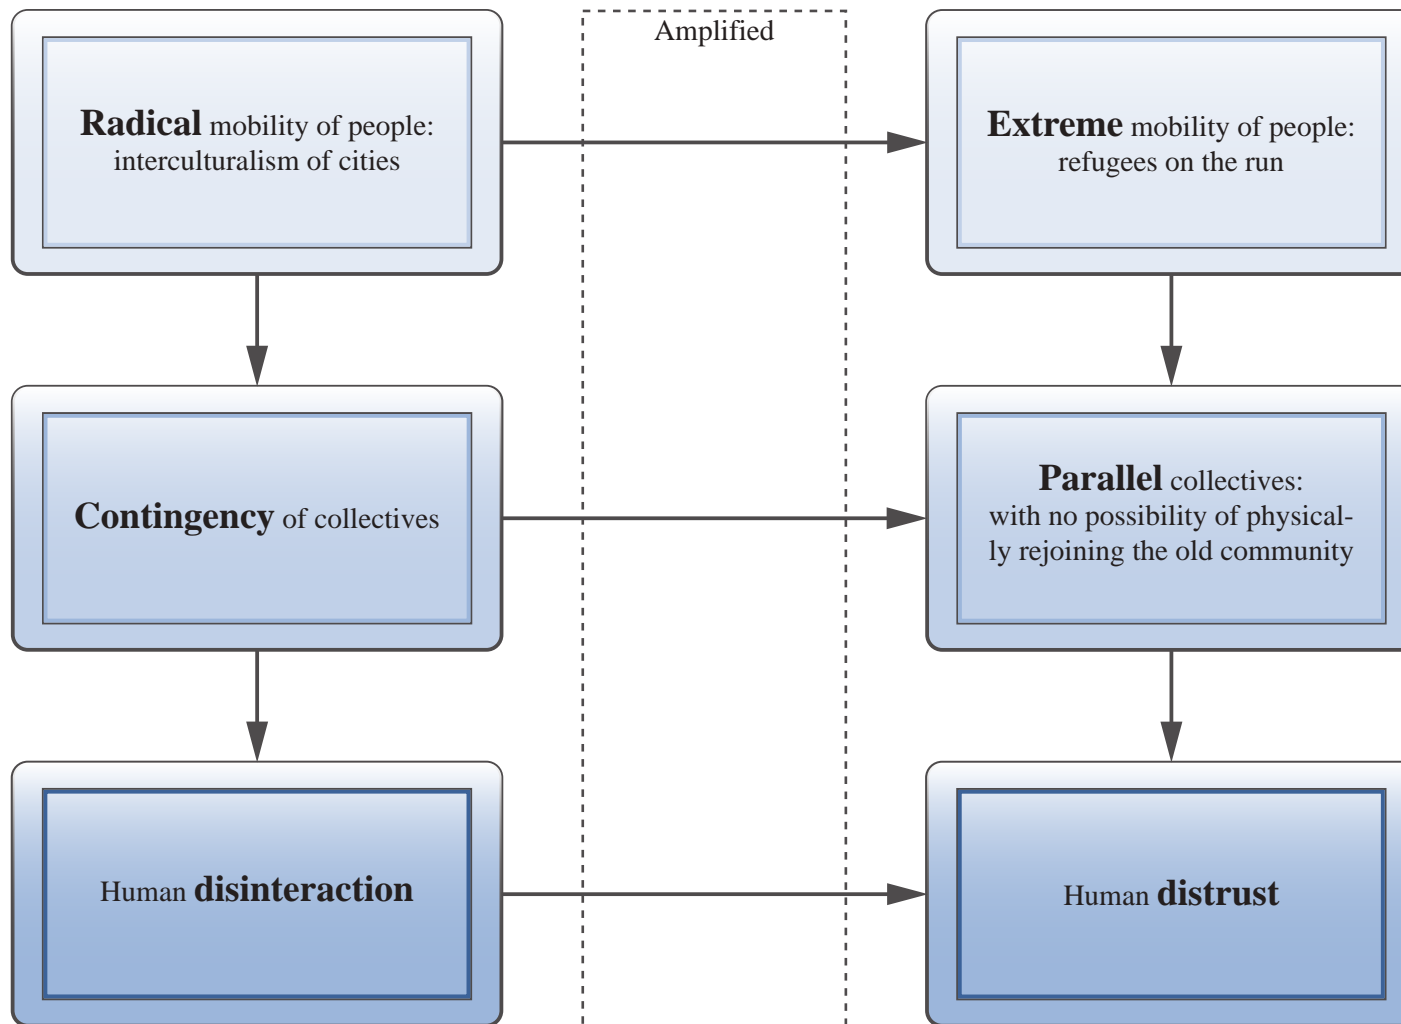 Amplified
Radical mobility of people:
interculturalism of cities
Extreme mobility of people:
refugees on the run
Contingency of collectives
Parallel collectives:
with no possibility of physical-
ly rejoining the old community
Human disinteraction
Human distrust